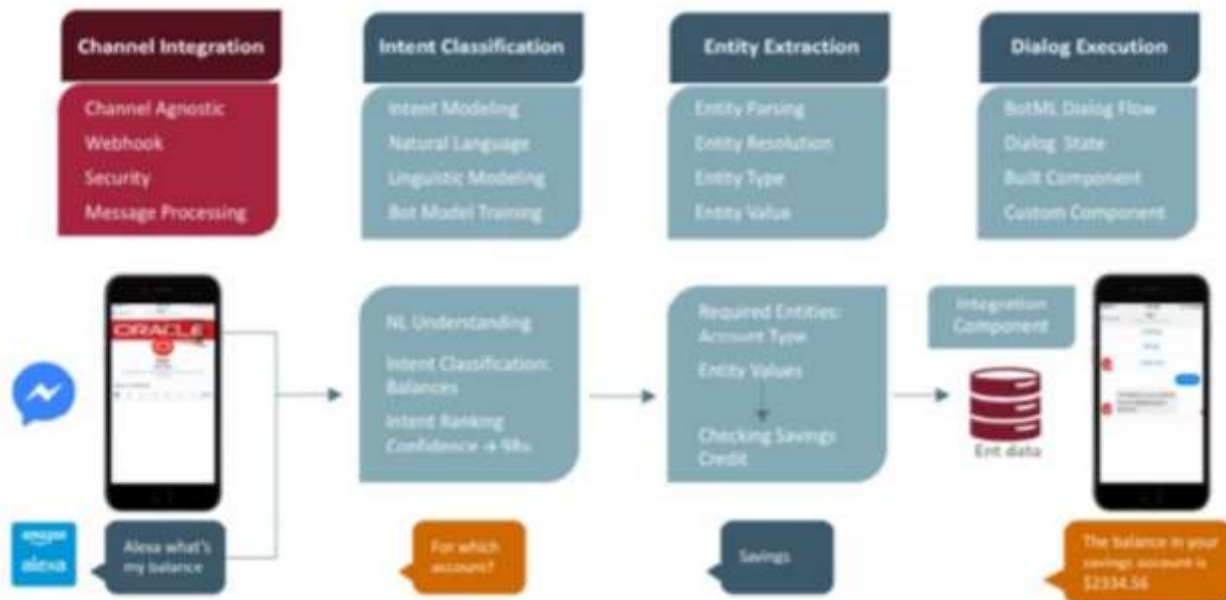 Channel Integration
Intent Classification
Entity Extraction
Dialog Execution
Channel Agnostic
Webhook
Security
Message Processing
Intent Modeling
Natural Language
Linguistic Modeling
Bot Model Training
Entity Parsing
Entity Resolution
Entity Type
Entity Value
BotML Dialog Flow
Dialog State
Built Component
Custom Component
ORACLE
NL Understanding
Intent Classification:
Balances
Intent Ranking
Confidence →
Required Entities:
Account Type
Entity Values
Checking Savings
Credit
Integration
Component
Ent data
amazon
alexa
Alexa what's
my balance
For which
account?
Savings
The balance in your
savings account is
$2334.56